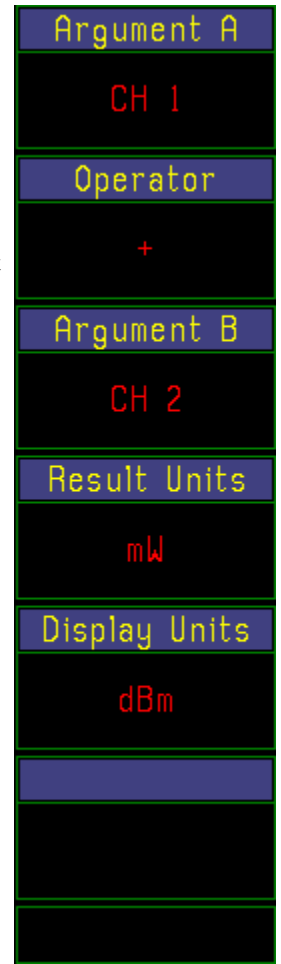 Argument A
CH 1
Operator
+
Argument B
CH 2
Result Units
mW
Display Units
dBm